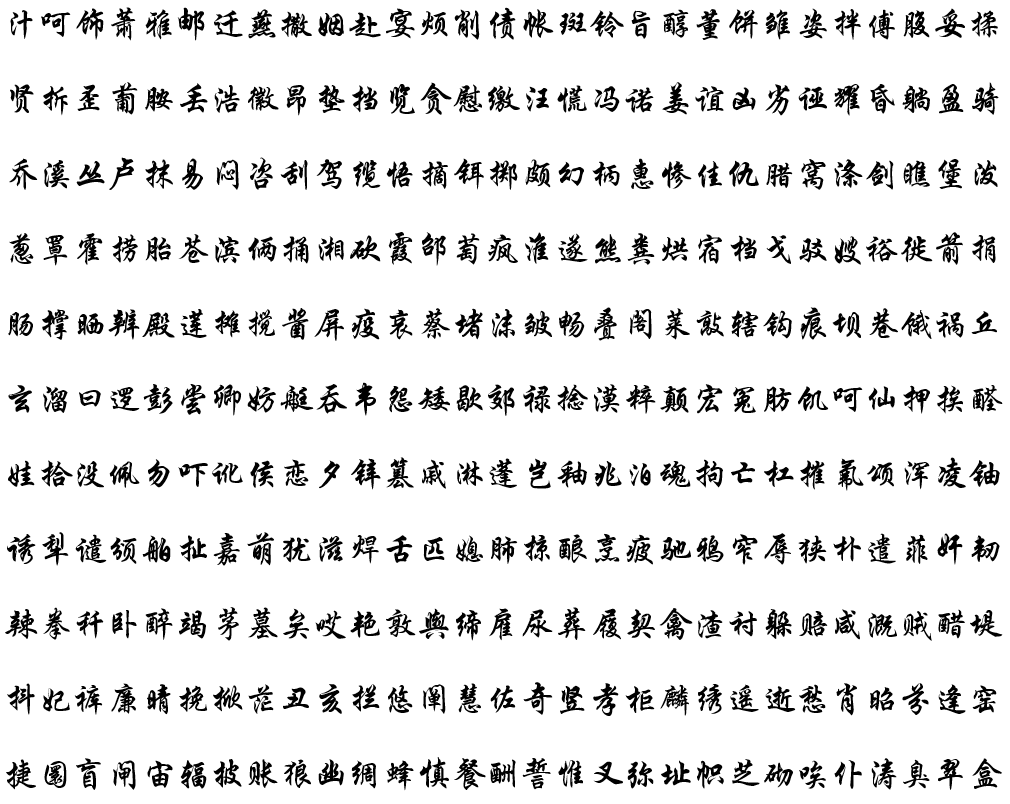 汁呵饰萧雅邮迁燕撤姻赴宴烦削债帐斑铃旨醇董饼雏姿拌傅腹妥揉
贤拆歪葡胺丢浩徽昂垫挡览贪慰缴汪慌冯诺姜谊凶劣诬耀昏躺盈骑
乔溪丛卢抹易闷咨刮驾缆悟摘铒掷颇幻柄惠惨佳仇腊窝涤剑瞧堡泼
葱罩霍捞胎苍滨俩捅湘砍霞邵萄疯淮遂熊粪烘宿档戈驳嫂裕徙箭捐
肠撑晒辨殿莲摊搅酱屏疫哀蔡堵沫皱畅叠阁莱敲辖钩痕坝巷饿祸丘
玄溜曰逻彭尝卿妨艇吞韦怨矮歇郊禄捻漠粹颠宏冤肪饥呵仙押挨醛
娃拾没佩勿吓讹侯恋夕锌篡戚淋蓬岂釉兆泊魂拘亡杠摧氟颂浑凌铀
诱犁谴颂舶扯嘉萌犹滋焊舌匹媳肺掠酿烹疲驰鸦窄辱狭朴遣菲奸韧
辣拳秆卧醉竭茅墓矣哎艳敦舆缔雇尿葬履契禽渣衬躲赔咸溉贼醋堤
抖妃裤廉晴挽掀茫丑亥拦悠阐慧佐奇竖孝柜麟绣遥逝愁肖昭芬逢窑
捷圈盲闸宙辐披账狼幽绸蜂慎餐酬誓惟叉弥址帜芝砌唉仆涛臭翠盒